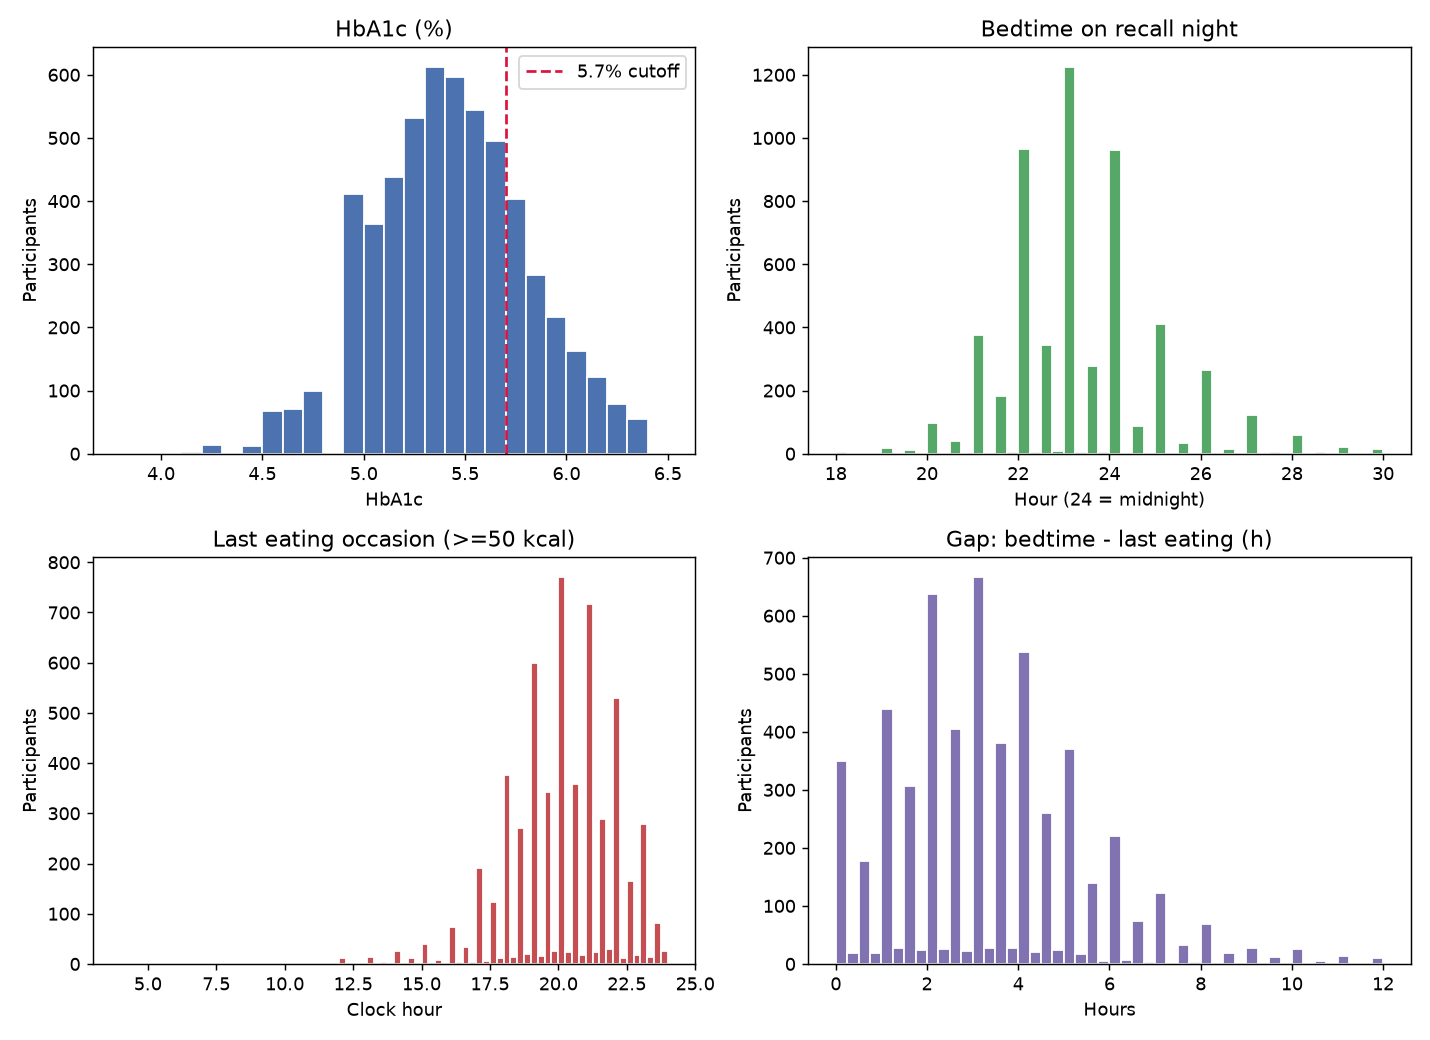 HbA1c (%)
5.7% cutoff
Participants
0
100
200
300
400
500
600
4.0 4.5 5.0 5.5 6.0 6.5
HbA1c
Bedtime on recall night
Participants
0
200
400
600
800
1000
1200
18 20 22 24 26 28 30
Hour (24 = midnight)
Last eating occasion (>=50 kcal)
Participants
0
100
200
300
400
500
600
700
800
5.0 7.5 10.0 12.5 15.0 17.5 20.0 22.5 25.0
Clock hour
Gap: bedtime - last eating (h)
Participants
0
100
200
300
400
500
600
700
0 2 4 6 8 10 12
Hours